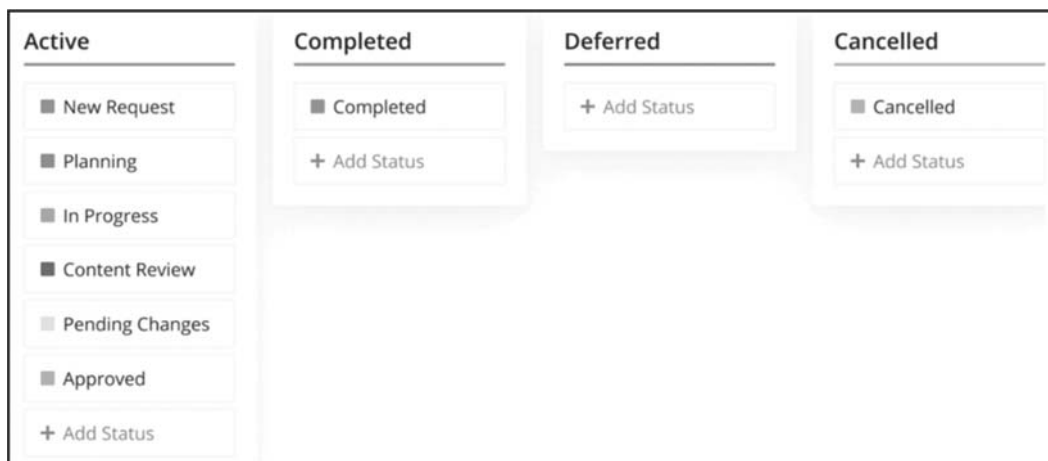 Active
New Request
Planning
In Progress
Content Review
Pending Changes
Approved
+ Add Status
Completed
Completed
+ Add Status
Deferred
+ Add Status
Cancelled
Cancelled
+ Add Status